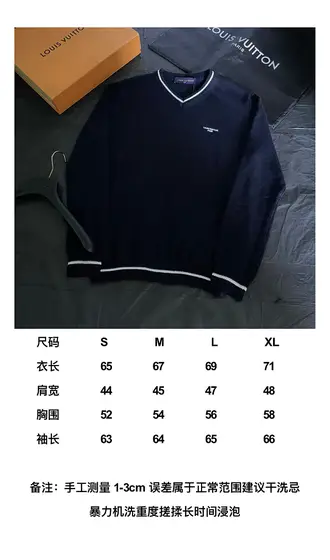 LOUIS VUITTON
LOUIS VUITTON
LOUIS VUITTON
尺码 S M L XL
衣长 65 67 69 71
肩宽 44 45 47 48
胸围 52 54 56 58
袖长 63 64 65 66
备注：手工测量 1-3cm 误差属于正常范围建议干洗忌
暴力机洗重度搓揉长时间浸泡